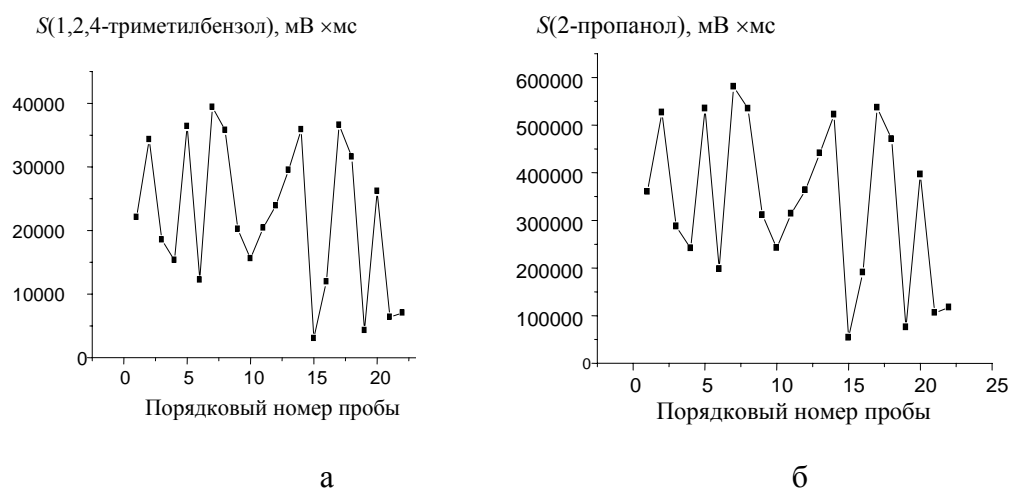 S(1,2,4-триметилбензол), мВ ×мс
40000
30000
20000
10000
0
0 5 10 15 20
Порядковый номер пробы
а
S(2-пропанол), мВ ×мс
600000
500000
400000
300000
200000
100000
0
0 5 10 15 20 25
Порядковый номер пробы
б